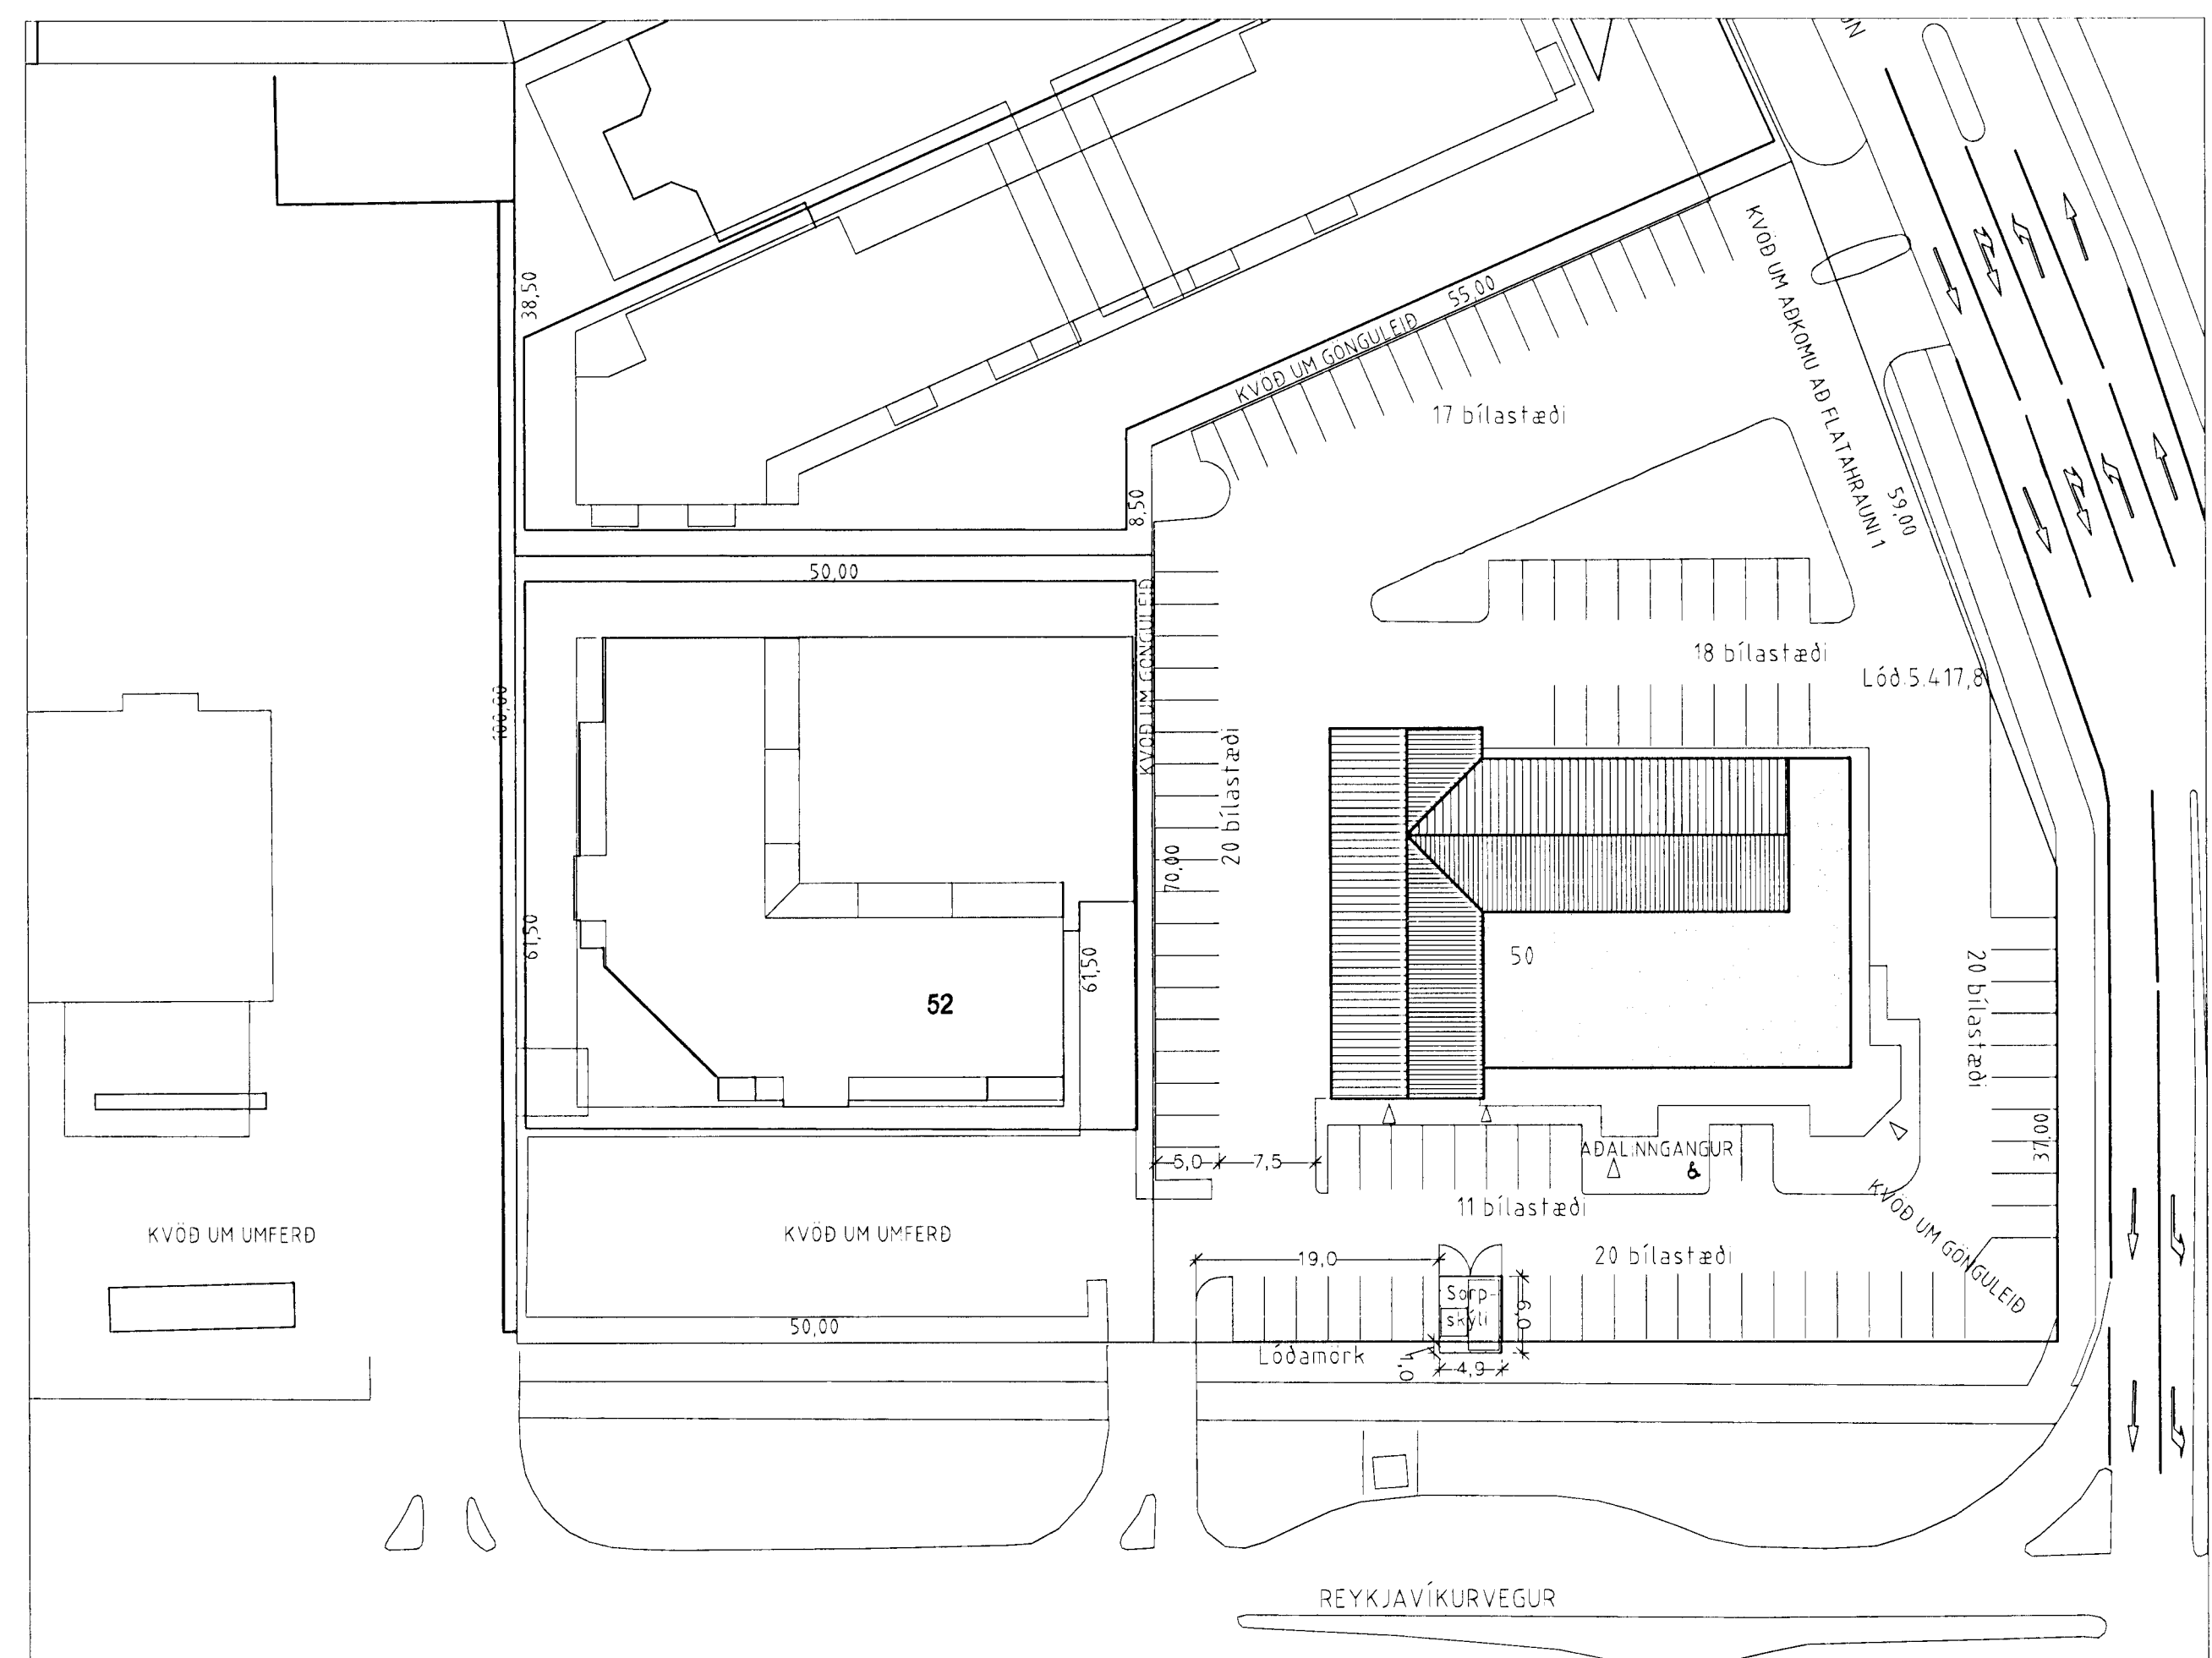 38,50
KVÖÐ UM AÐKOMU AÐ FLATAHRAUNI 1
55,00
KVÖÐ UM GÖNGULEIÐ
17 bílastæði
59,00
8,50
50,00
KVÖÐ UM GÖNGULEIÐ
18 bílastæði
Lóð.5.417,8
100,00
20 bílastæði
70,00
61,50
61,50
50
52
20 bílastæði
37,00
5,0
7,5
AÐALINNGANGUR
11 bílastæði
KVÖÐ UM GÖNGULEIÐ
KVÖÐ UM UMFERÐ
KVÖÐ UM UMFERÐ
19,0
20 bílastæði
Sorp-
skýli
6,0
50,00
Lóðamörk
1,0
4,9
REYKJAVÍKURVEGUR